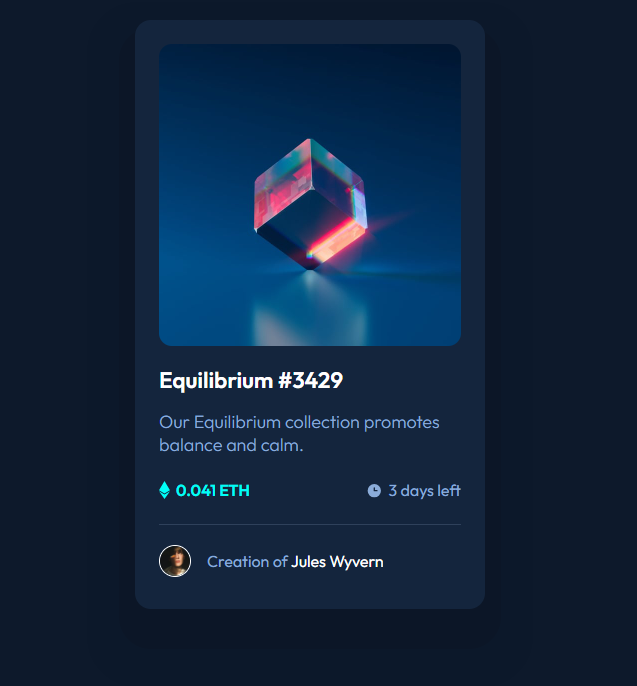 Equilibrium #3429
Our Equilibrium collection promotes
balance and calm.
0.041 ETH
3 days left
Creation of Jules Wyvern